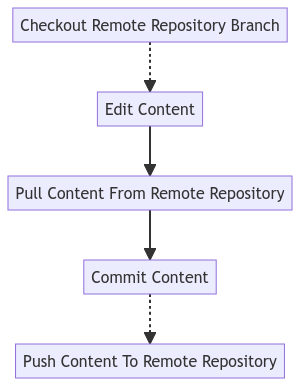 Checkout Remote Repository Branch
Edit Content
Pull Content From Remote Repository
Commit Content
Push Content To Remote Repository